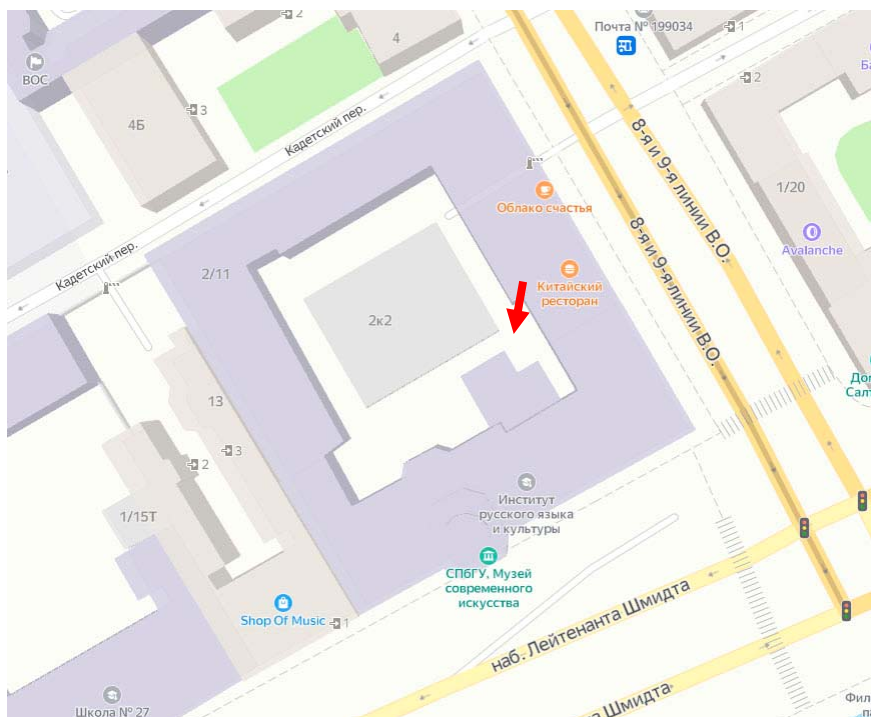 2
4
Почта № 199034
1
ВОС
2
4Б
3
Кадетский пер.
8-я и 9-я линии В.О.
1/20
Облако счастья
Avalanche
Кадетский пер.
2/11
8-я и 9-я линии В.О.
Китайский
ресторан
2к2
13
3
2
1/15Т
Институт
русского языка
и культуры
СПбГУ, Музей
современного
искусства
наб. Лейтенанта Шмидта
Shop Of Music
1
Школа № 27
Шмидта